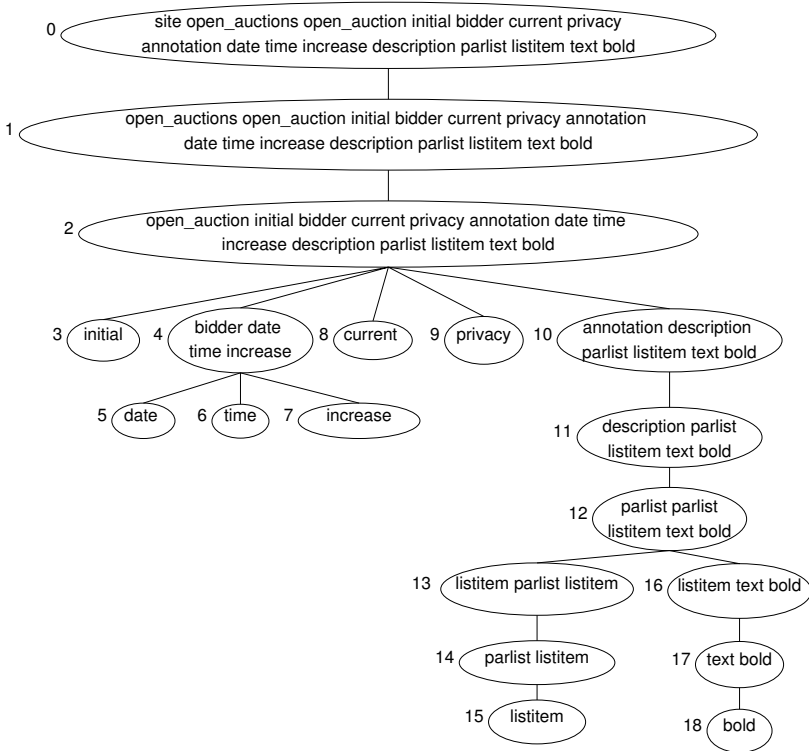 0
site open_auctions open_auction initial bidder current privacy
annotation date time increase description parlist listitem text bold
1
open_auctions open_auction initial bidder current privacy annotation
date time increase description parlist listitem text bold
2
open_auction initial bidder current privacy annotation date time
increase description parlist listitem text bold
3
initial
4
bidder date
time increase
8
current
9
privacy
10
annotation description
parlist listitem text bold
5
date
6
time
7
increase
11
description parlist
listitem text bold
12
parlist parlist
listitem text bold
13
listitem parlist listitem
16
listitem text bold
14
parlist listitem
17
text bold
15
listitem
18
bold